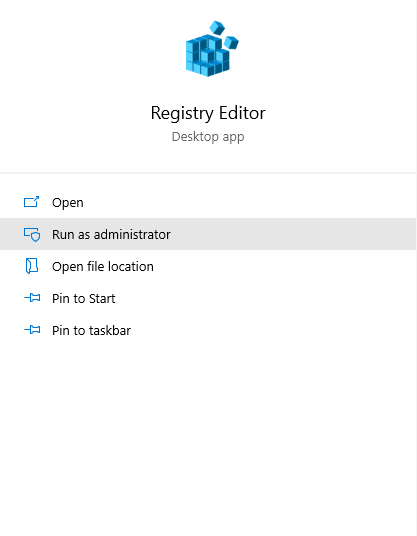 Registry Editor
Desktop app
Open
Run as administrator
Open file location
Pin to Start
Pin to taskbar